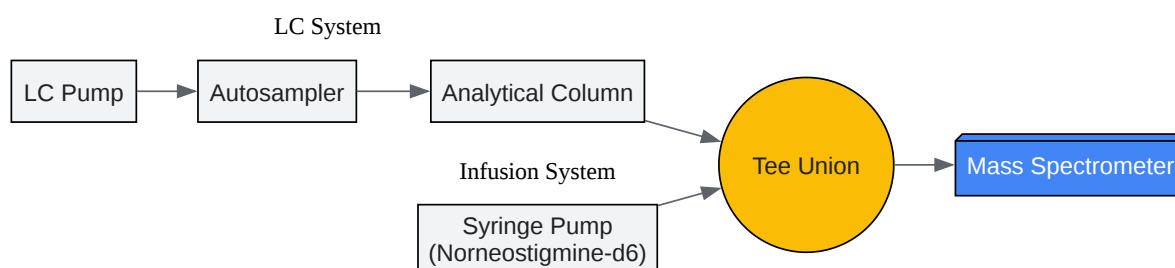 LC System
LC Pump
Autosampler
Analytical Column
Tee Union
Mass Spectrometer
Infusion System
Syringe Pump
(Norneostigmine-d6)